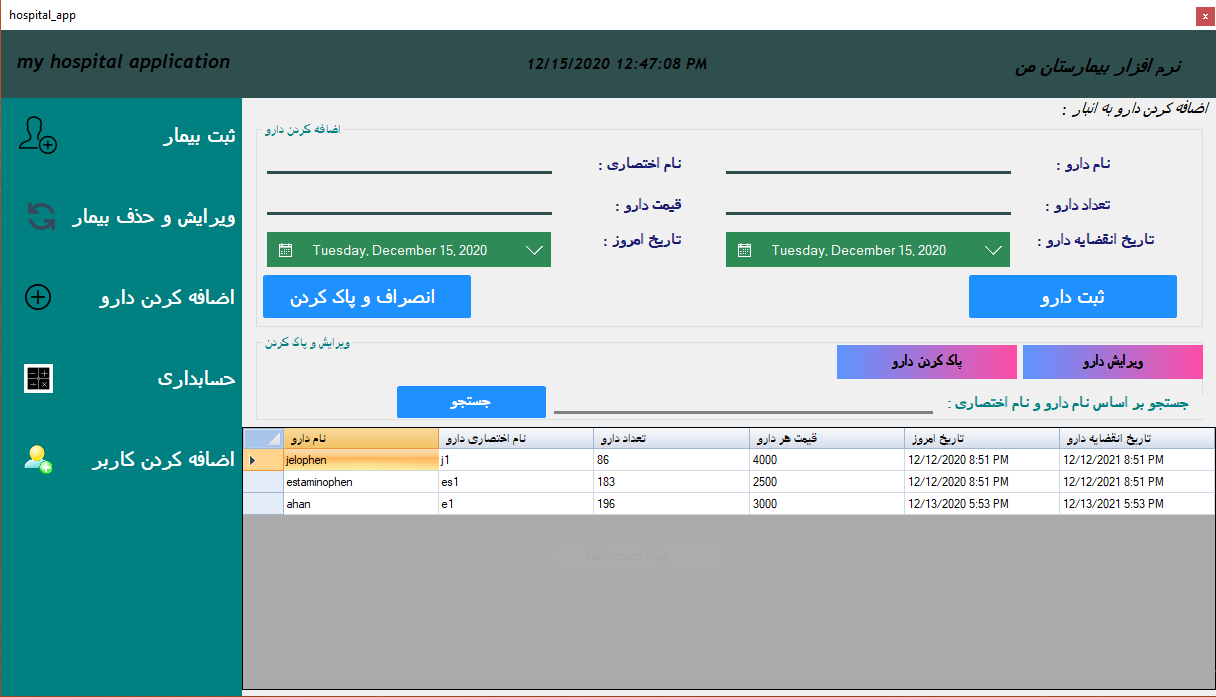 hospital_app
x
my hospital application
12/15/2020 12:47:08 PM
نرم افزار بیمارستان من
ثبت بیمار
ویرایش و حذف بیمار
اضافه کردن دارو
حسابداری
اضافه کردن کاربر
اضافه کردن دارو به انبار :
اضافه کردن دارو
نام دارو :
نام اختصاری :
تعداد دارو :
قیمت دارو :
تاریخ انقضایه دارو :
Tuesday, December 15, 2020
تاریخ امروز :
Tuesday, December 15, 2020
ثبت دارو
انصراف و پاک کردن
ویرایش و پاک کردن
ویرایش دارو
پاک کردن دارو
جستجو بر اساس نام دارو و نام اختصاری :
جستجو
نام دارو نام اختصاری دارو تعداد دارو قیمت هر دارو تاریخ امروز تاریخ انقضایه دارو
jelophen j1 86 4000 12/12/2020 8:51 PM 12/12/2021 8:51 PM
estaminophen es1 183 2500 12/12/2020 8:51 PM 12/12/2021 8:51 PM
ahan e1 196 3000 12/13/2020 5:53 PM 12/13/2021 5:53 PM